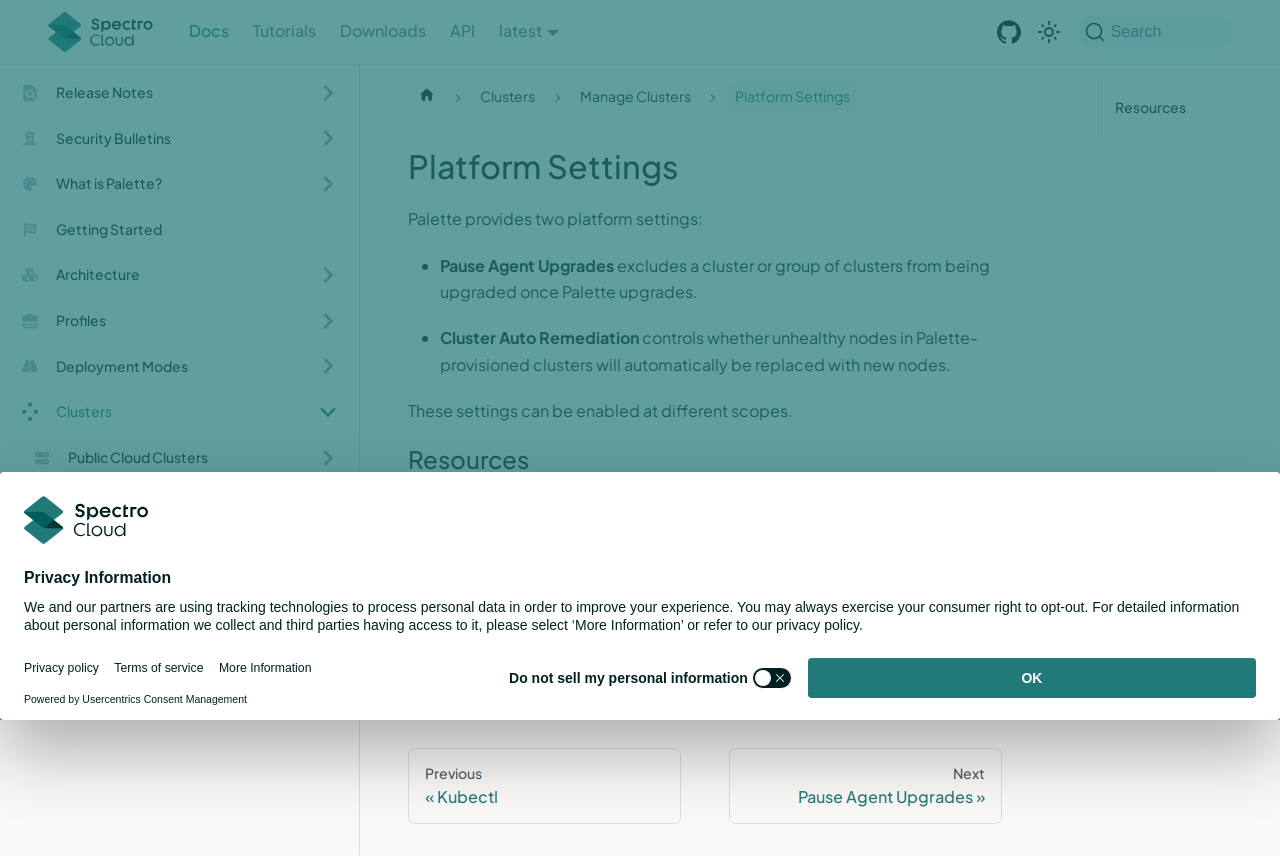 Spectro Cloud
Docs
Tutorials
Downloads
API
latest
Search
Release Notes
Security Bulletins
What is Palette?
Getting Started
Architecture
Profiles
Deployment Modes
Clusters
Public Cloud Clusters
Clusters
Manage Clusters
Platform Settings
Resources
Platform Settings
Palette provides two platform settings:
Pause Agent Upgrades excludes a cluster or group of clusters from being
upgraded once Palette upgrades.
Cluster Auto Remediation controls whether unhealthy nodes in Palette-
provisioned clusters will automatically be replaced with new nodes.
These settings can be enabled at different scopes.
Resources
Spectro Cloud
Privacy Information
We and our partners are using tracking technologies to process personal data in order to improve your experience. You may always exercise your consumer right to opt-out. For detailed information
about personal information we collect and third parties having access to it, please select ‘More Information’ or refer to our privacy policy.
Privacy policy
Terms of service
More Information
Powered by Usercentrics Consent Management
Do not sell my personal information
OK
Previous
« Kubectl
Next
Pause Agent Upgrades »